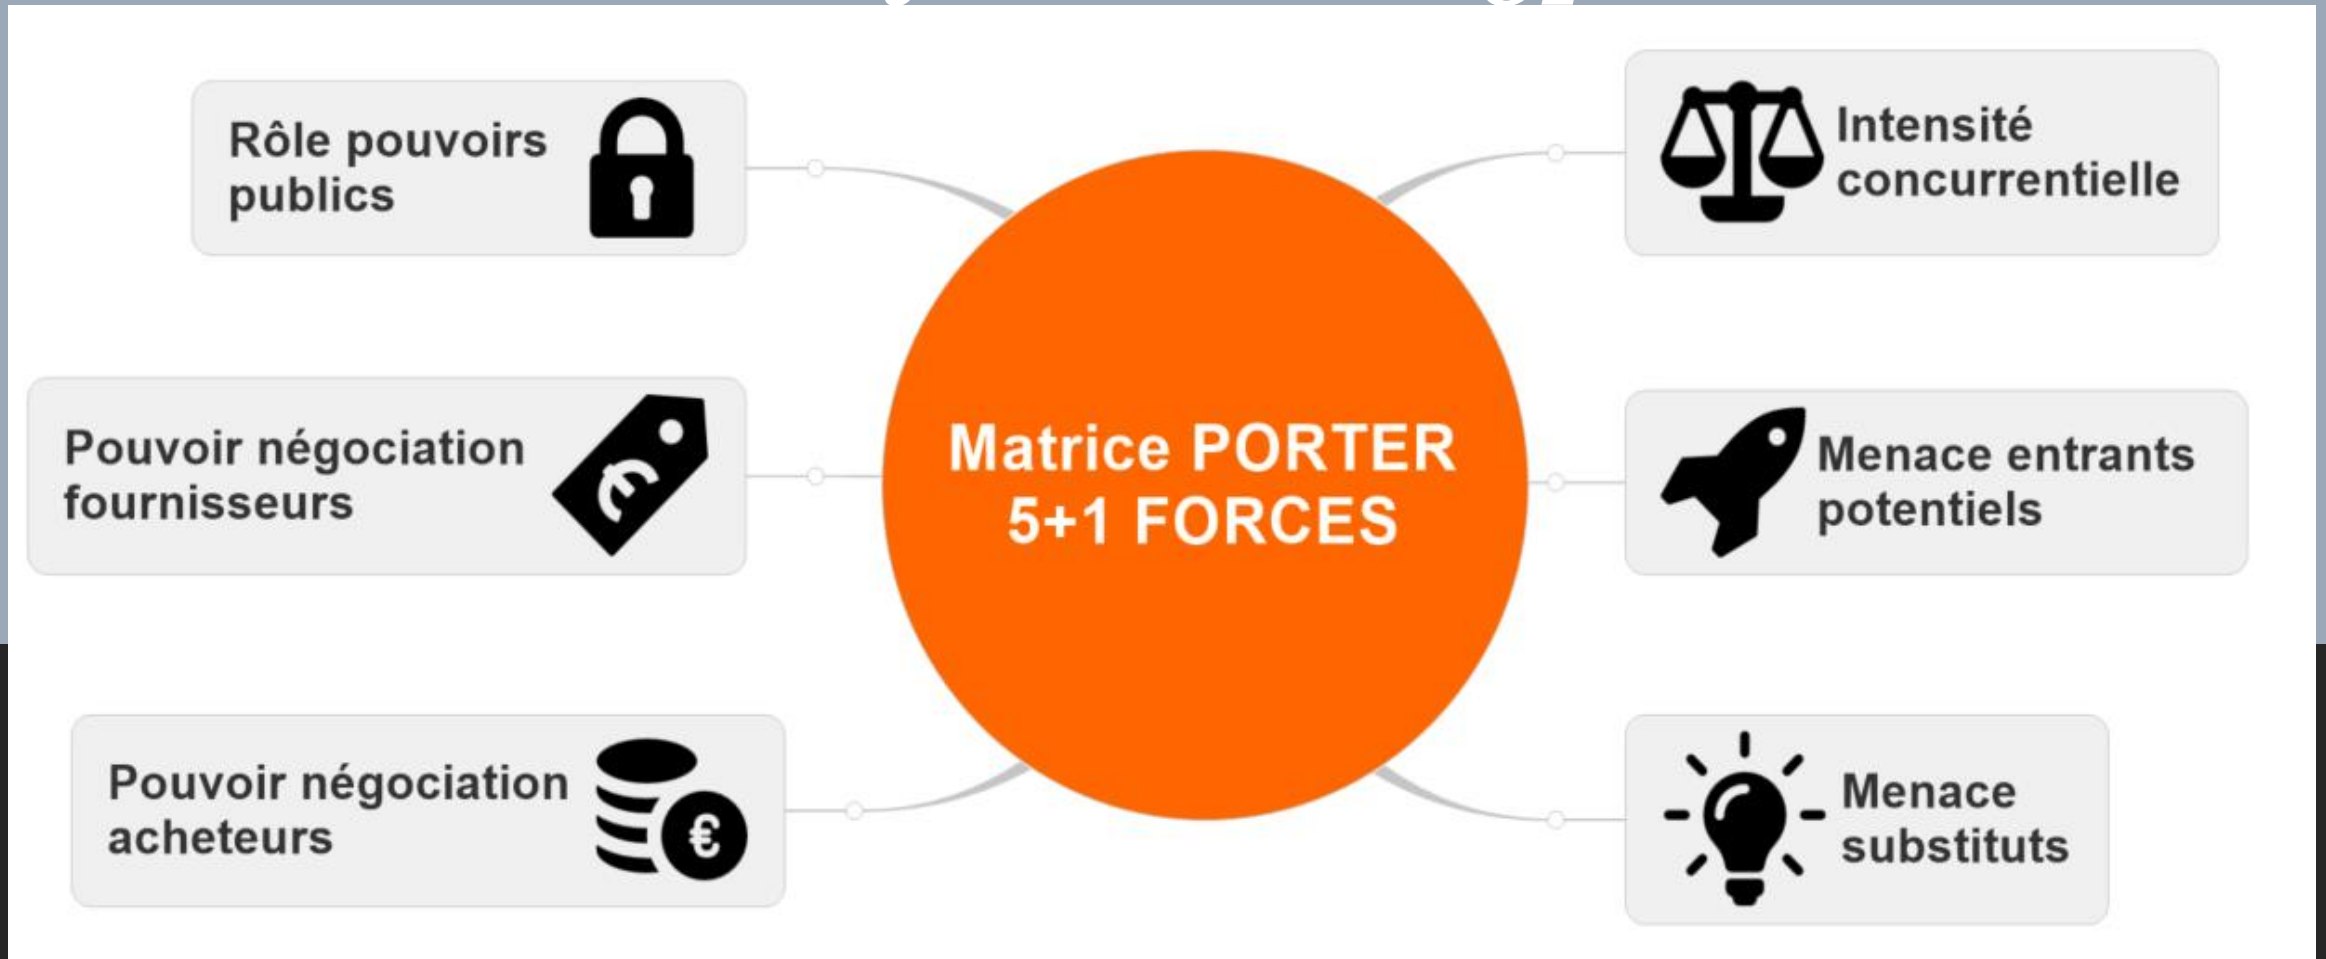 Rôle pouvoirs
publics
Pouvoir négociation
fournisseurs
Pouvoir négociation
acheteurs
Matrice PORTER
5+1 FORCES
Intensité
concurrentielle
Menace entrants
potentiels
Menace
substituts